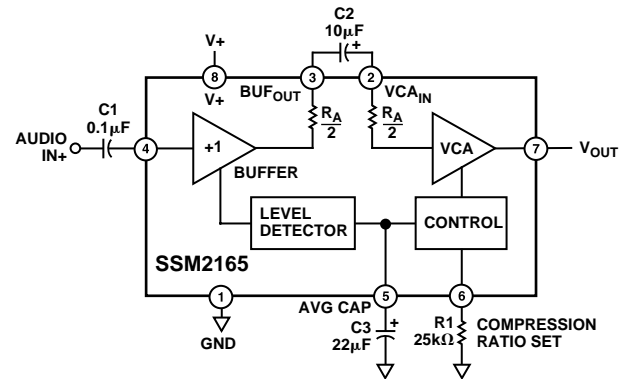 C2
10µF
+
V+
8
V+
3
BUFOUT
2
VCAIN
C1
0.1µF
RA
2
RA
2
AUDIO
IN+
4
+1
BUFFER
VCA
7
VOUT
LEVEL
DETECTOR
CONTROL
SSM2165
1
GND
AVG CAP
5
6
C3
22µF
+
R1
25kΩ
COMPRESSION
RATIO SET